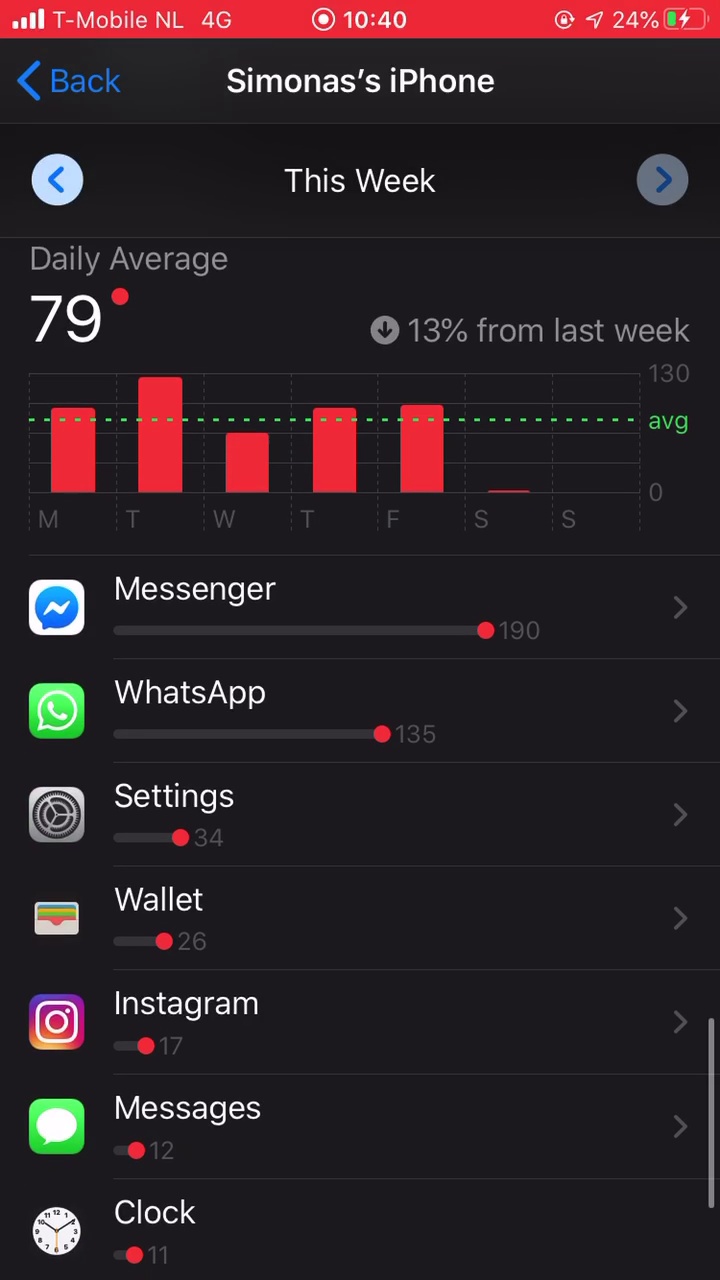 T-Mobile NL 4G 10:40 24%
Back Simonas's iPhone
This Week
Daily Average
79
13% from last week
130
avg
0
M T W T F S S
Messenger
190
WhatsApp
135
Settings
34
Wallet
26
Instagram
17
Messages
12
Clock
11